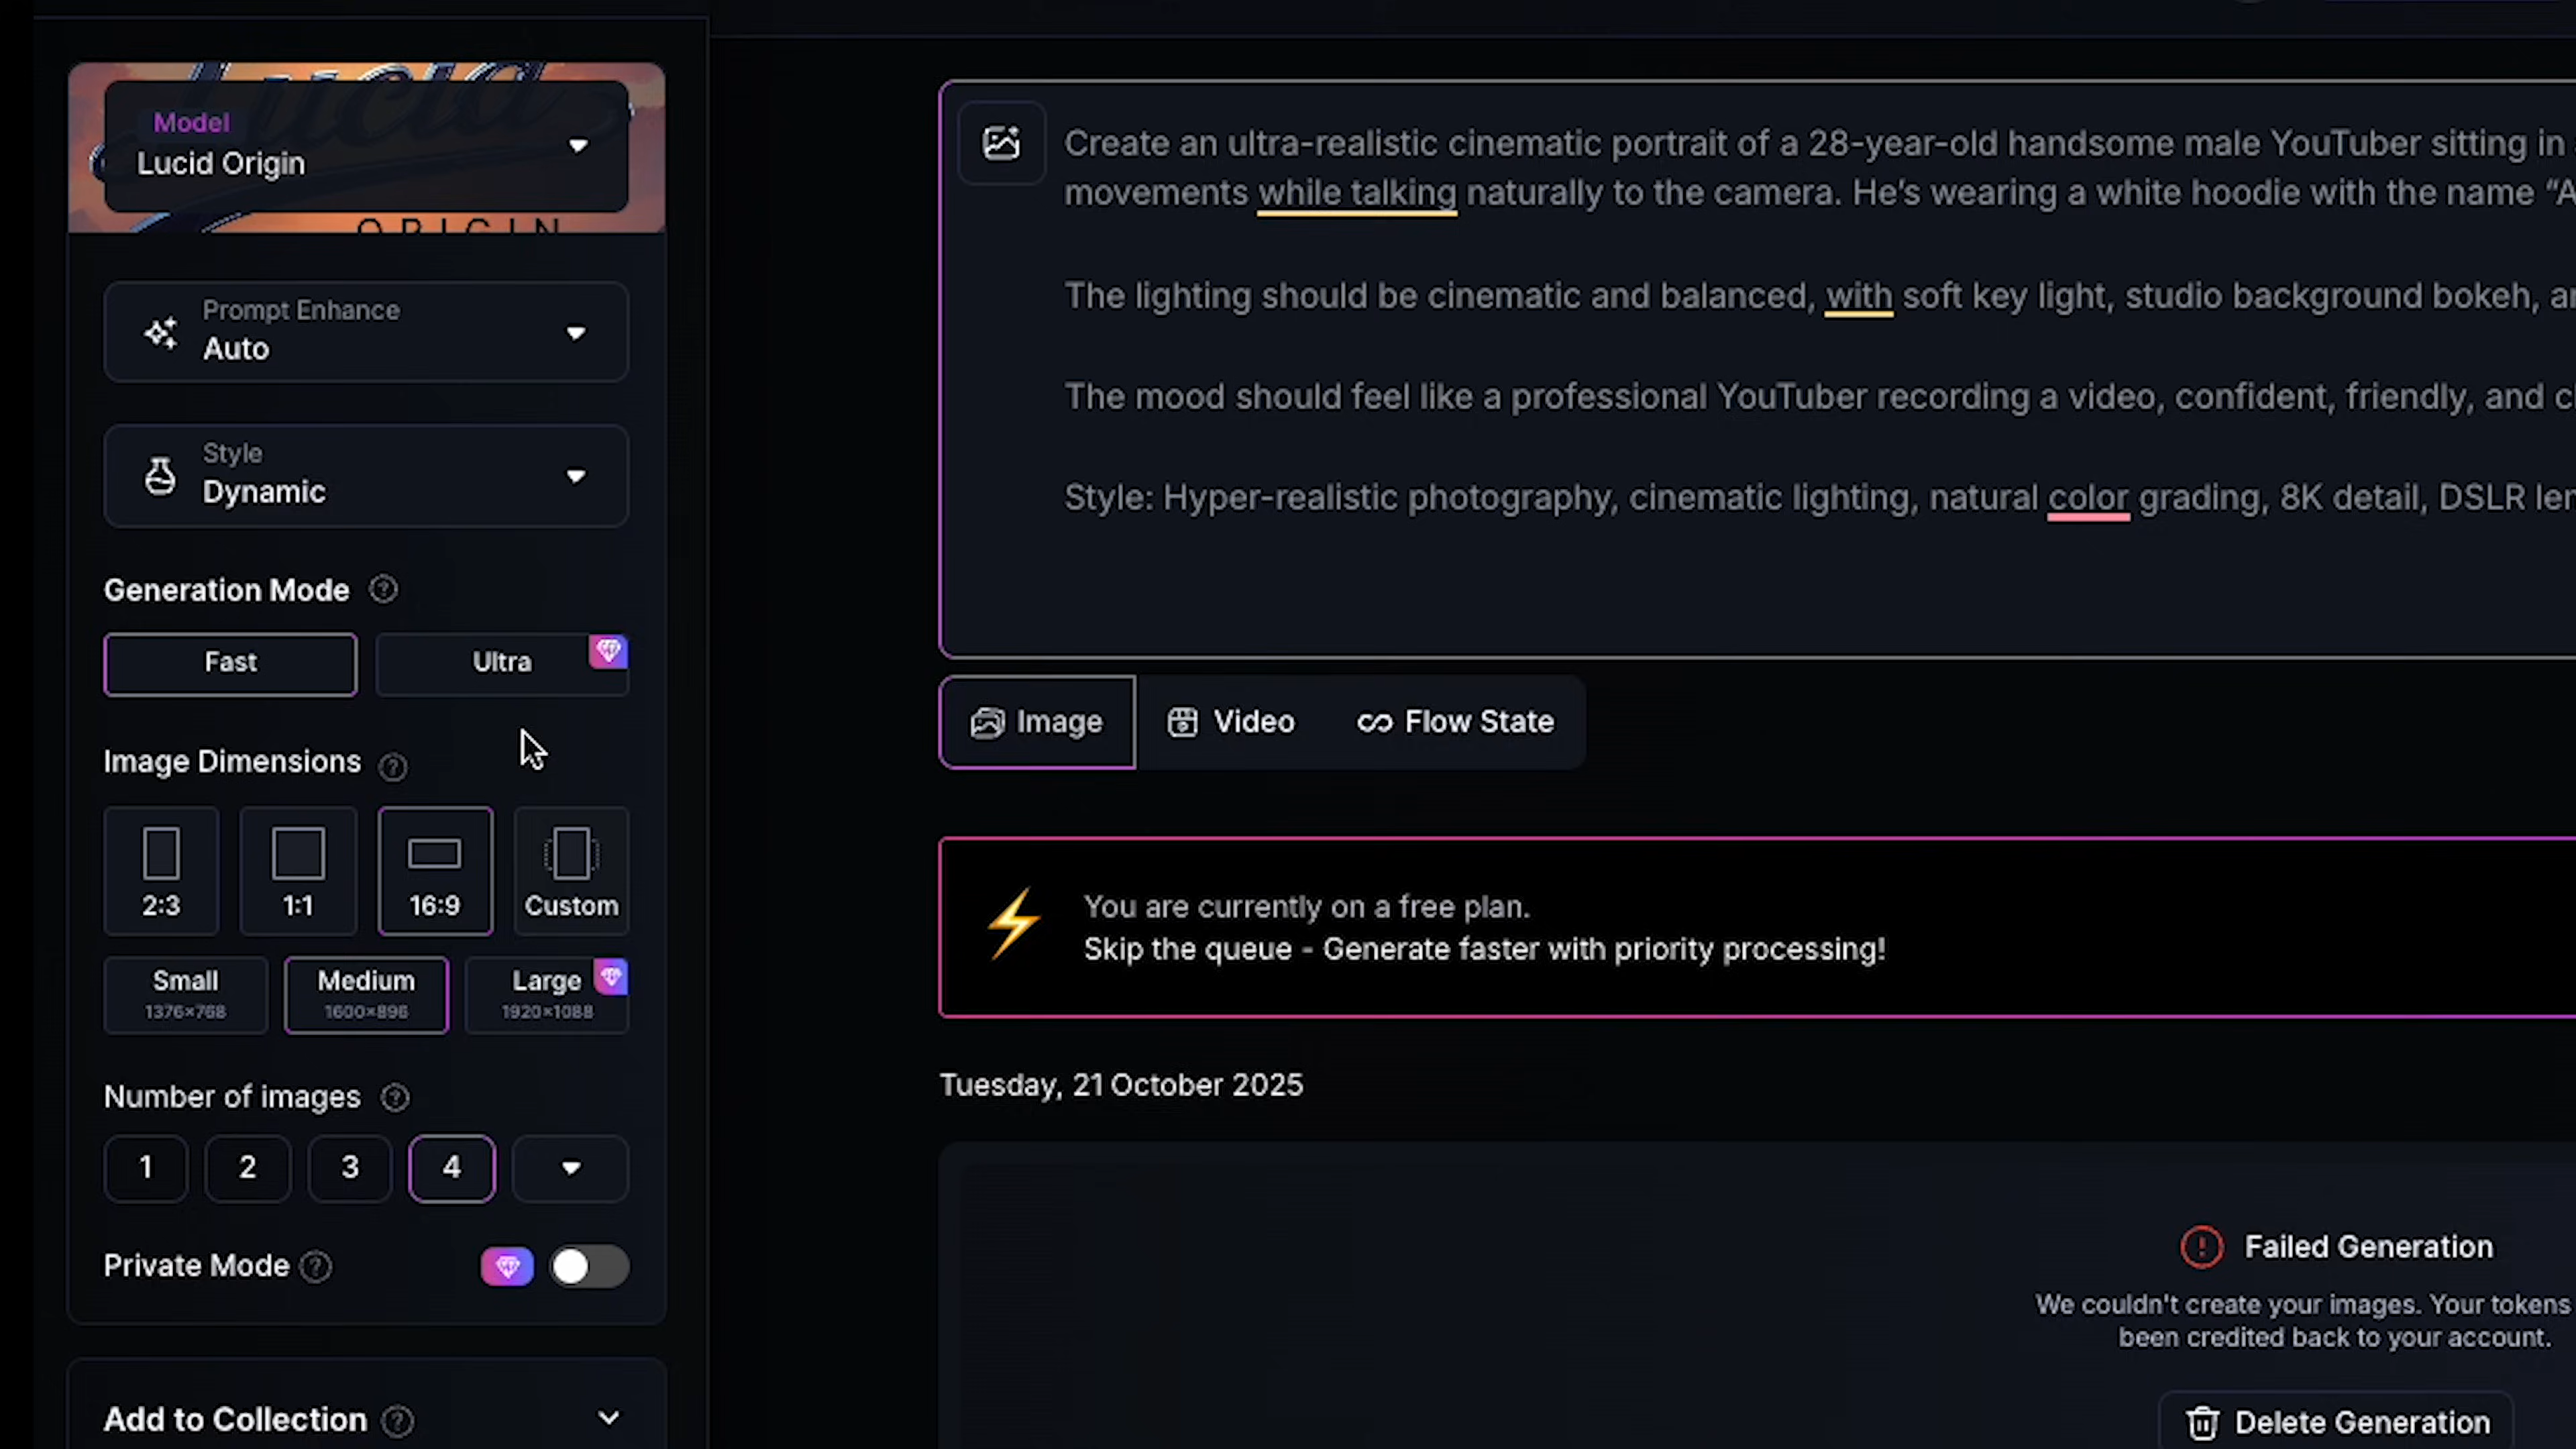 Lucid
Model
Lucid Origin
ORIGIN
Prompt Enhance
Auto
Style
Dynamic
Generation Mode
Fast
Ultra
Image Dimensions
2:3
1:1
16:9
Custom
Small
1376×768
Medium
1600×896
Large
1920×1088
Number of images
1 2 3 4
Private Mode
Add to Collection
Create an ultra-realistic cinematic portrait of a 28-year-old handsome male YouTuber sitting in
movements while talking naturally to the camera. He’s wearing a white hoodie with the name “A
The lighting should be cinematic and balanced, with soft key light, studio background bokeh,
The mood should feel like a professional YouTuber recording a video, confident, friendly, and
Style: Hyper-realistic photography, cinematic lighting, natural color grading, 8K detail, DSLR
Image
Video
Flow State
You are currently on a free plan.
Skip the queue - Generate faster with priority processing!
Tuesday, 21 October 2025
Failed Generation
We couldn't create your images. Your tokens
been credited back to your account.
Delete Generation